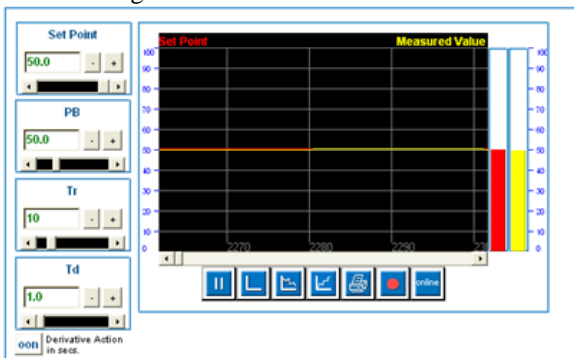 Set Point
50.0
- +
PB
50.0
- +
Tr
10
- +
Td
1.0
- +
oon Derivative Action
in secs.
Set Point Measured Value
100 100
90 90
80 80
70 70
60 60
50 50
40 40
30 30
20 20
10 10
0 0
2270 2280 2290 230
online